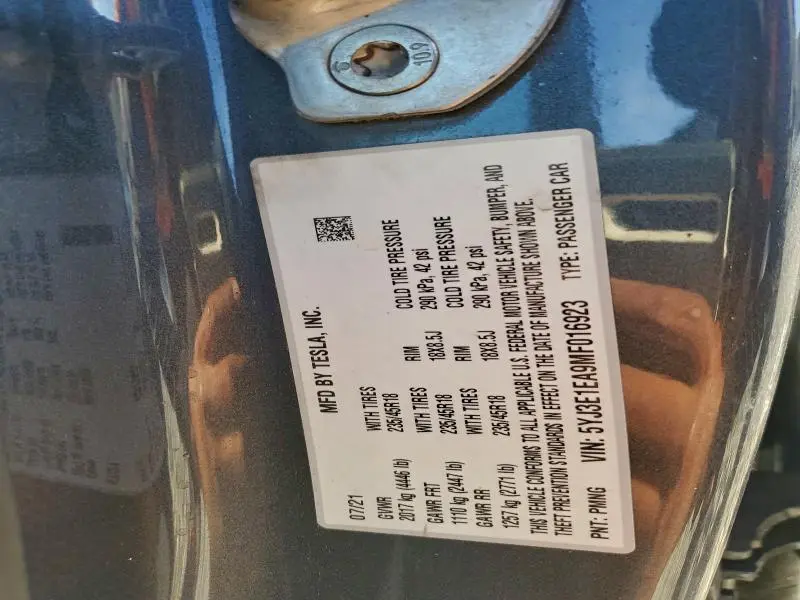 6 10.9
MFD BY TESLA, INC.
07/21
GVWR WITH TIRES RIM COLD TIRE PRESSURE
2017 kg (4446 lb) 235/45R18 18X8.5J 290 kPa, 42 psi
GAWR FRT WITH TIRES RIM COLD TIRE PRESSURE
1110 kg (2447 lb) 235/45R18 18X8.5J 290 kPa, 42 psi
GAWR RR WITH TIRES
1257 kg (2771 lb) 235/45R18
THIS VEHICLE CONFORMS TO ALL APPLICABLE U.S. FEDERAL MOTOR VEHICLE SAFETY, BUMPER, AND
THEFT PREVENTION STANDARDS IN EFFECT ON THE DATE OF MANUFACTURE SHOWN ABOVE.
PNT: PMNG VIN: 5YJ3E1EA9MF016923 TYPE: PASSENGER CAR